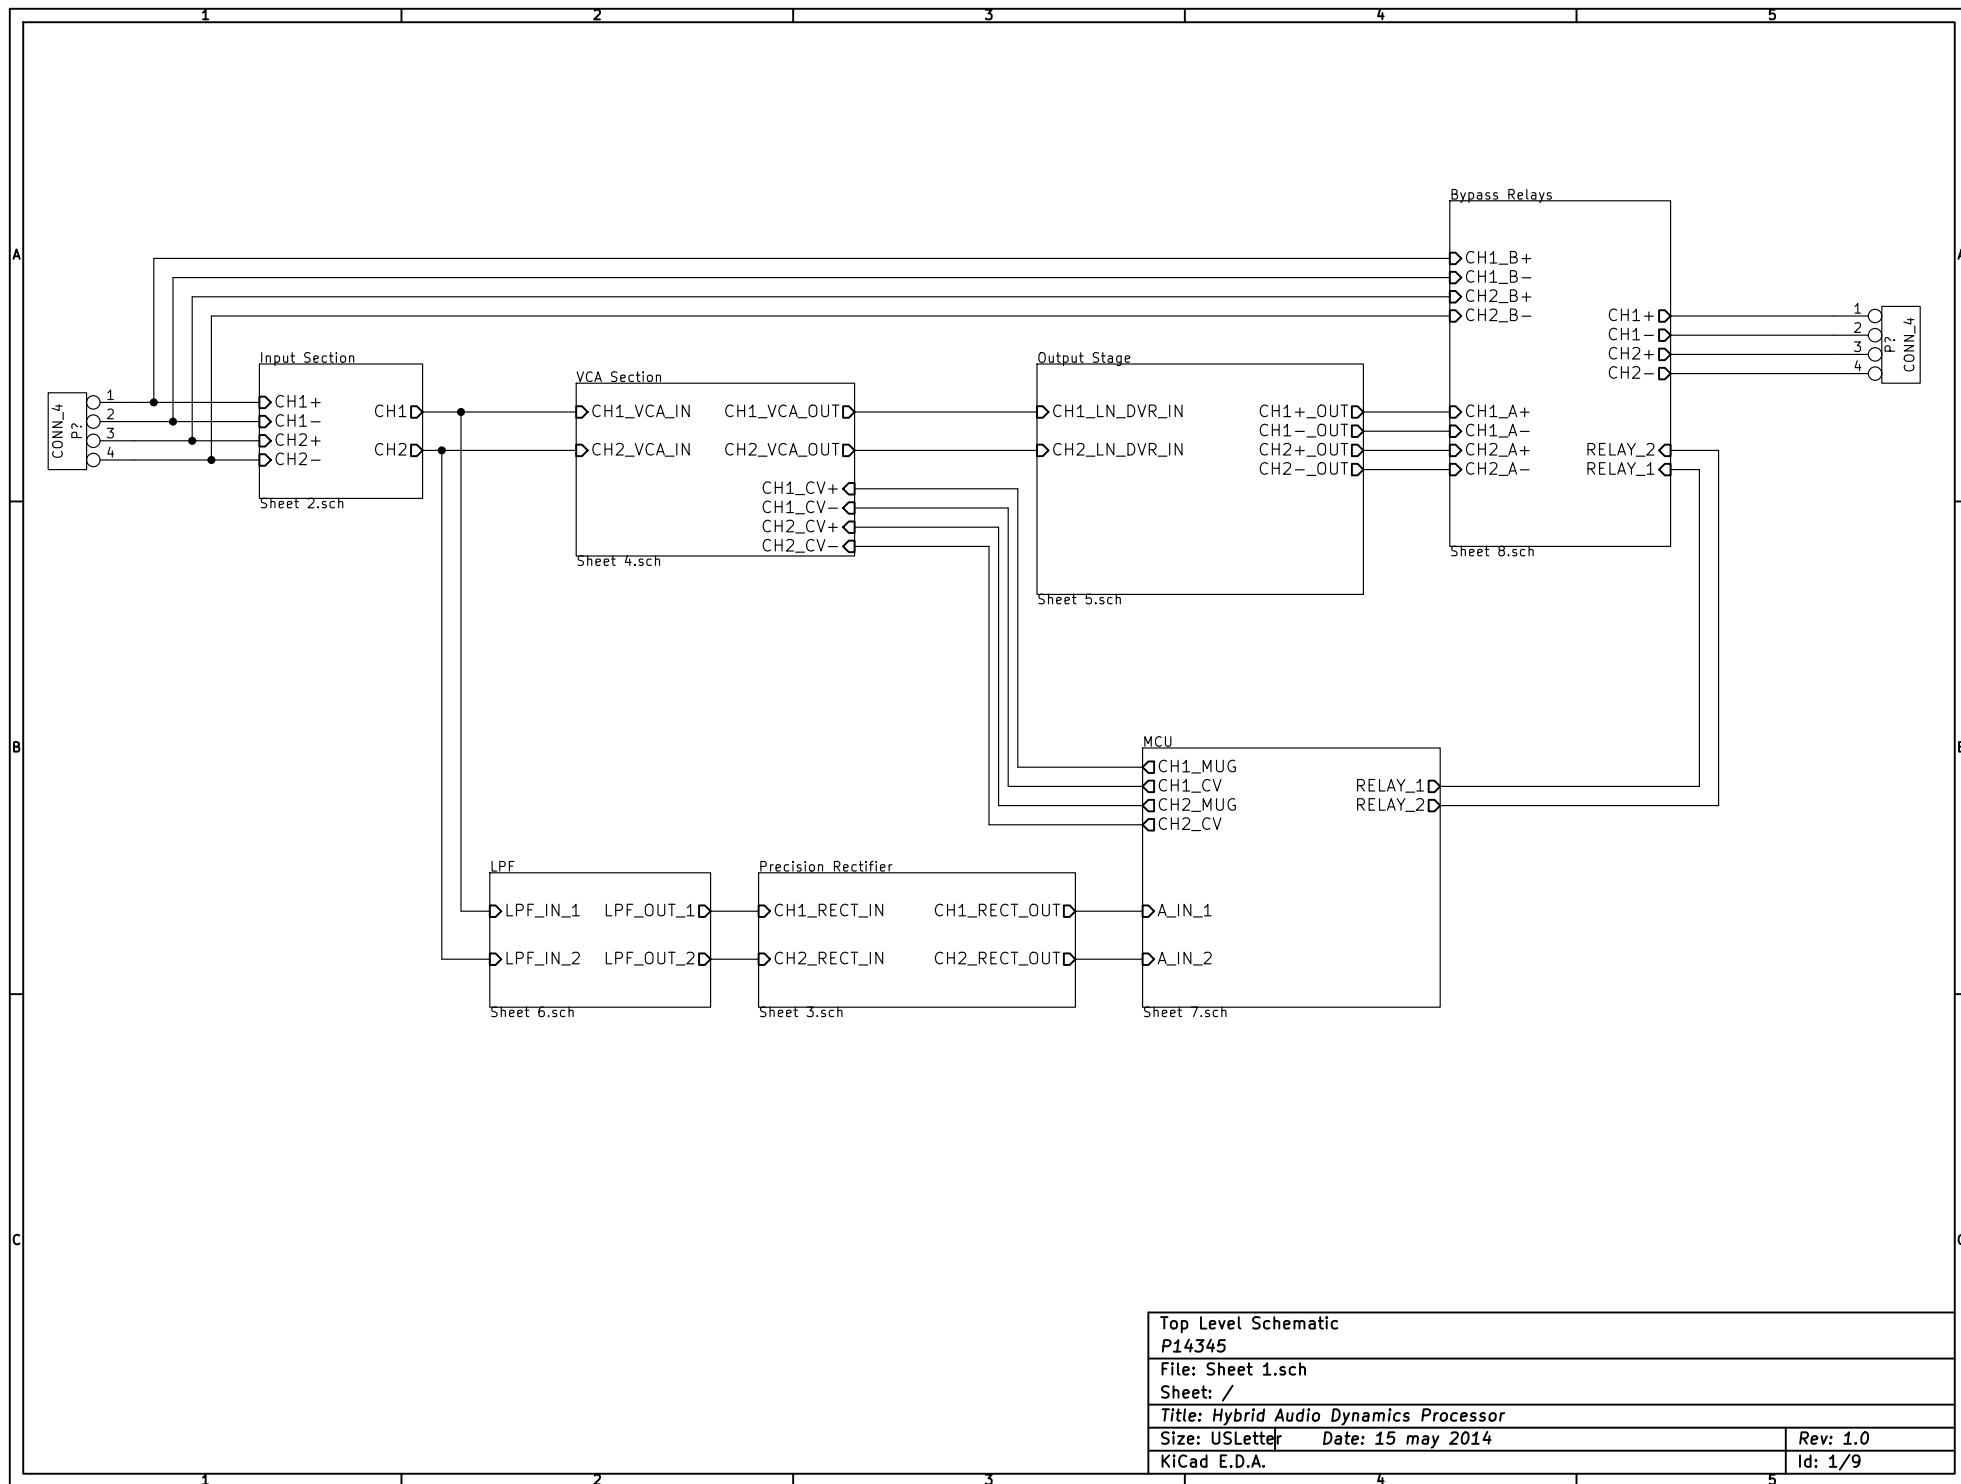 1 2 3 4 5
A
B
C
Bypass Relays
CH1_B+
CH1_B-
CH2_B+
CH2_B-
CH1+
CH1-
CH2+
CH2-
CH1_A+
CH1_A-
CH2_A+
CH2_A-
RELAY_2
RELAY_1
Sheet 8.sch
1
2
3
4
P?
CONN_4
CONN_4
P?
1
2
3
4
Input Section
CH1+
CH1-
CH2+
CH2-
CH1
CH2
Sheet 2.sch
VCA Section
CH1_VCA_IN CH1_VCA_OUT
CH2_VCA_IN CH2_VCA_OUT
CH1_CV+
CH1_CV-
CH2_CV+
CH2_CV-
Sheet 4.sch
Output Stage
CH1_LN_DVR_IN
CH2_LN_DVR_IN
CH1+_OUT
CH1-_OUT
CH2+_OUT
CH2-_OUT
Sheet 5.sch
MCU
CH1_MUG
CH1_CV
CH2_MUG
CH2_CV
RELAY_1
RELAY_2
A_IN_1
A_IN_2
Sheet 7.sch
LPF
LPF_IN_1 LPF_OUT_1
LPF_IN_2 LPF_OUT_2
Sheet 6.sch
Precision Rectifier
CH1_RECT_IN CH1_RECT_OUT
CH2_RECT_IN CH2_RECT_OUT
Sheet 3.sch
Top Level Schematic
P14345
File: Sheet 1.sch
Sheet: /
Title: Hybrid Audio Dynamics Processor
Size: USLetter Date: 15 may 2014 Rev: 1.0
KiCad E.D.A. Id: 1/9
1 2 3 4 5